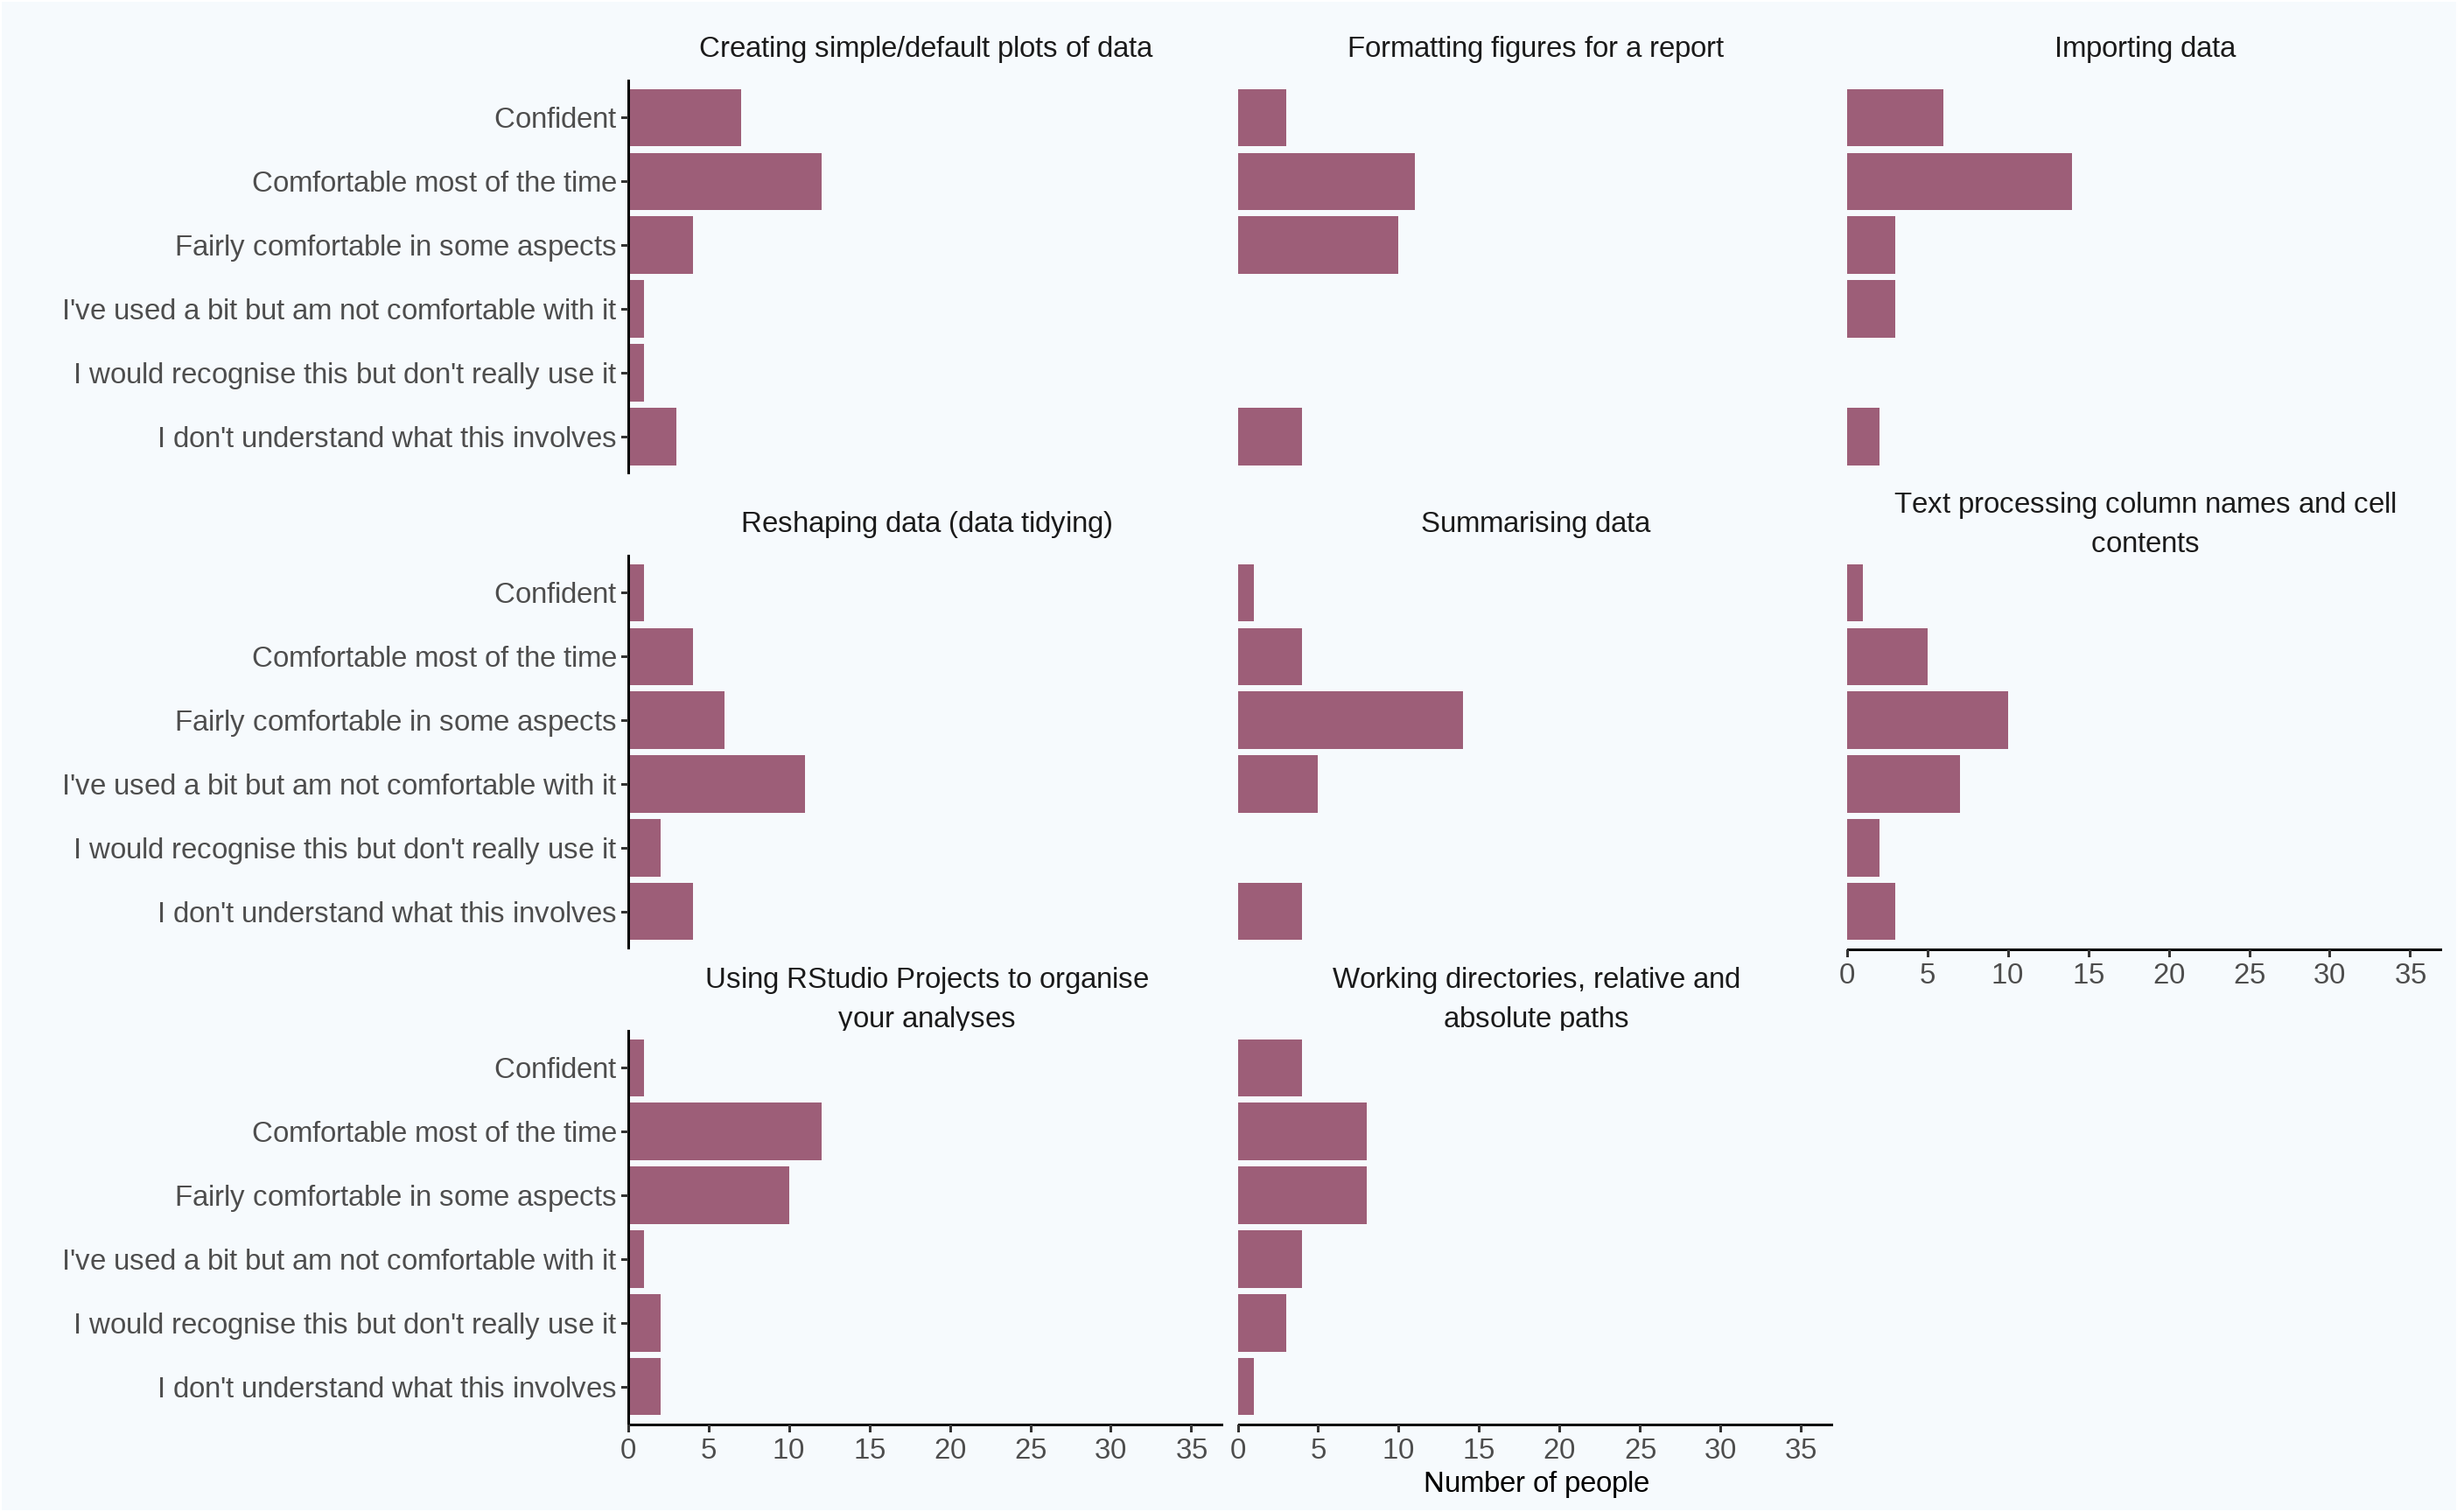 Creating simple/default plots of data
Formatting figures for a report
Importing data
Confident
Comfortable most of the time
Fairly comfortable in some aspects
I've used a bit but am not comfortable with it
I would recognise this but don't really use it
I don't understand what this involves
Reshaping data (data tidying)
Summarising data
Text processing column names and cell
contents
Confident
Comfortable most of the time
Fairly comfortable in some aspects
I've used a bit but am not comfortable with it
I would recognise this but don't really use it
I don't understand what this involves
0 5 10 15 20 25 30 35
Using RStudio Projects to organise
your analyses
Working directories, relative and
absolute paths
Confident
Comfortable most of the time
Fairly comfortable in some aspects
I've used a bit but am not comfortable with it
I would recognise this but don't really use it
I don't understand what this involves
0 5 10 15 20 25 30 35
0 5 10 15 20 25 30 35
Number of people